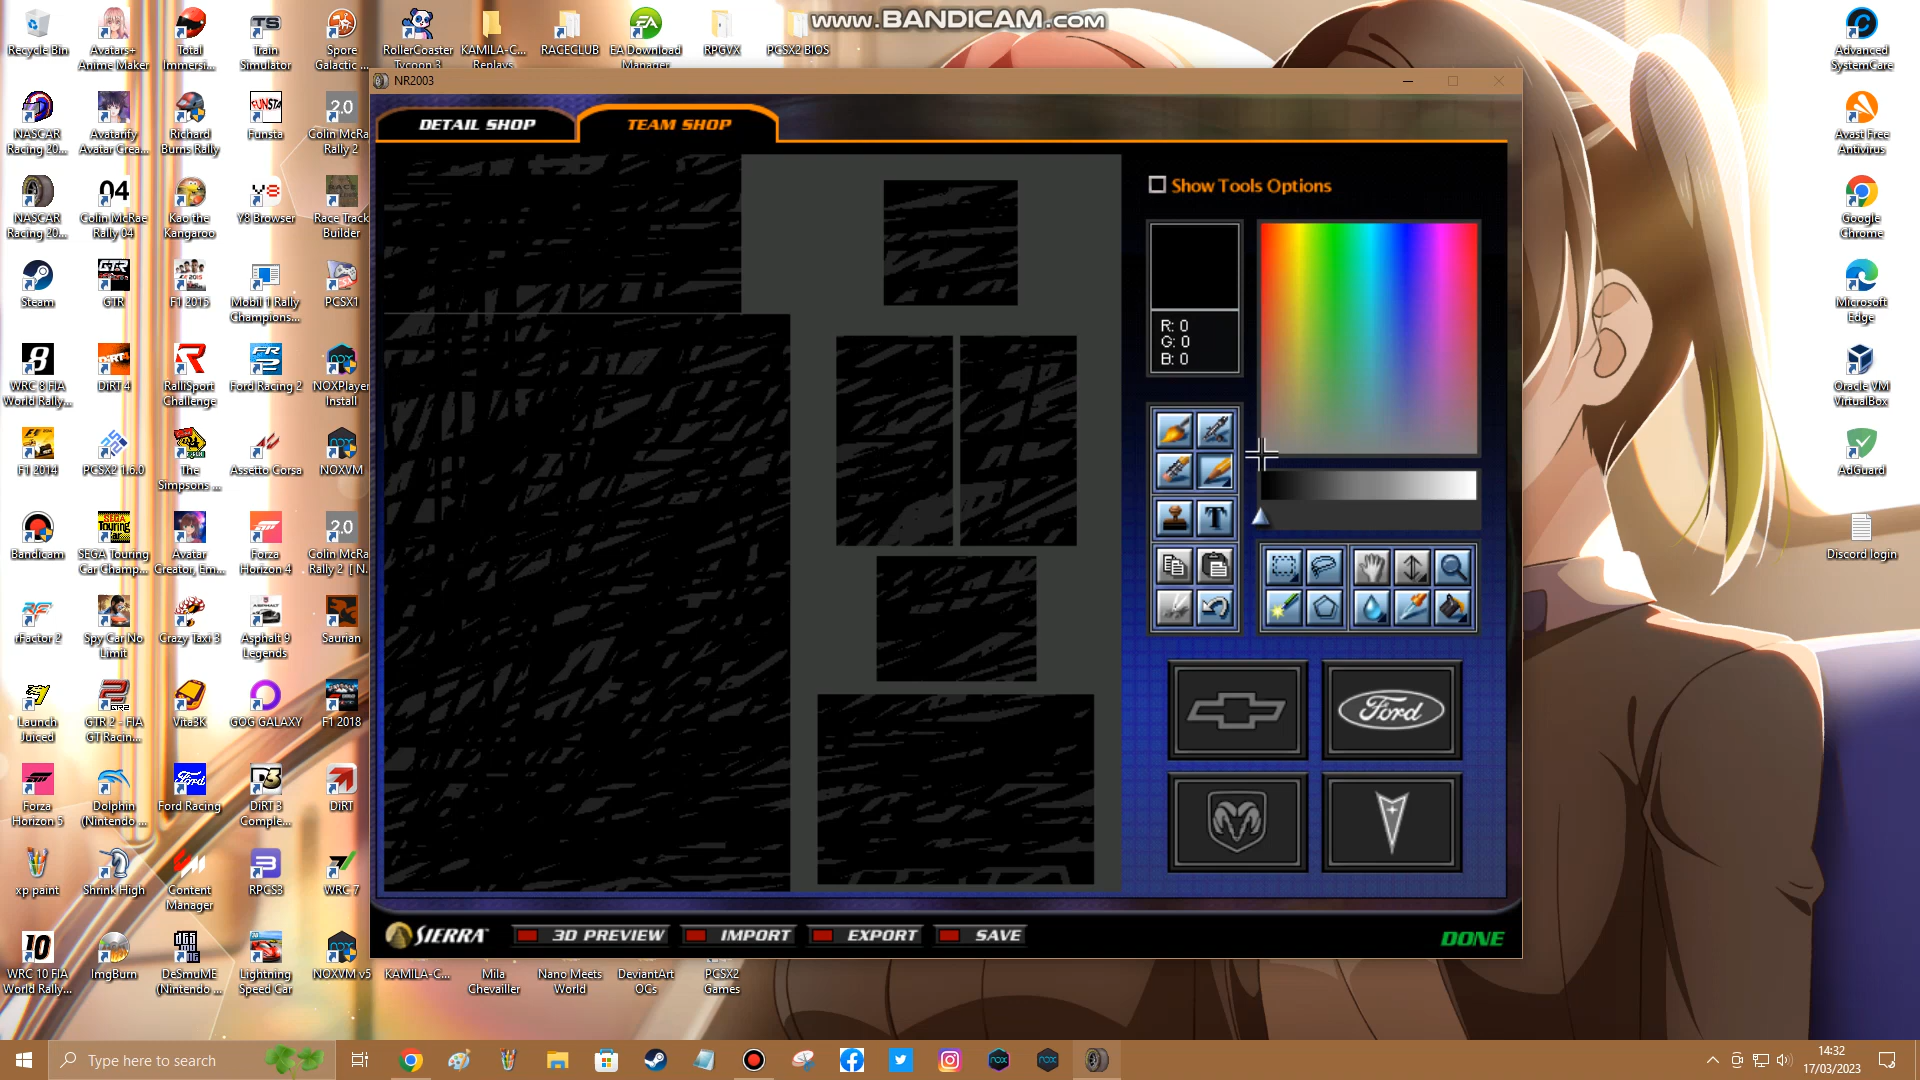 www.BANDICAM.com
Recycle Bin
Avatars+
Anime Maker
Total
Immersi...
Train
Simulator
Spore
Galactic ...
RollerCoaster
Tycoon 3
KAMILA-C...
Replays
RACECLUB
EA Download
Manager
RPGVX
PCSX2 BIOS
Advanced
SystemCare
NR2003
DETAIL SHOP
TEAM SHOP
NASCAR
Racing 20...
Avatarify
Avatar Crea...
Richard
Burns Rally
Funsta
Colin McRa
Rally 2
Avast Free
Antivirus
Show Tools Options
NASCAR
Racing 20...
Colin McRae
Rally 04
Kao the
Kangaroo
Y8 Browser
Race Track
Builder
Google
Chrome
Steam
GTR
F1 2015
Mobil 1 Rally
Champions...
PCSX1
Microsoft
Edge
R: 0
G: 0
B: 0
WRC 8 FIA
World Rally...
DiRT 4
RalliSport
Challenge
Ford Racing 2
NOXPlayer
Install
Oracle VM
VirtualBox
F1 2014
PCSX2 1.6.0
The
Simpsons ...
Assetto Corsa
NOXVM
AdGuard
Bandicam
SEGA Touring
Car Champ...
Avatar
Creator, Em...
Forza
Horizon 4
Colin McRa
Rally 2 [ N...
Discord login
rFactor 2
Spy Car No
Limit
Crazy Taxi 3
Asphalt 9
Legends
Saurian
Launch
Juiced
GTR 2 - FIA
GT Racin...
Vita3K
GOG GALAXY
F1 2018
Ford
Forza
Horizon 5
Dolphin
(Nintendo ...
Ford Racing
DiRT 3
Comple...
DiRT
xp paint
Shrink High
Content
Manager
RPCS3
WRC 7
SIERRA
3D PREVIEW
IMPORT
EXPORT
SAVE
DONE
WRC 10 FIA
World Rally...
ImgBurn
DeSmuME
(Nintendo ...
Lightning
Speed Car
NOXVM v5
KAMILA-C...
Mila
Chevailler
Nano Meets
World
DeviantArt
OCs
PCSX2
Games
Type here to search
14:32
17/03/2023